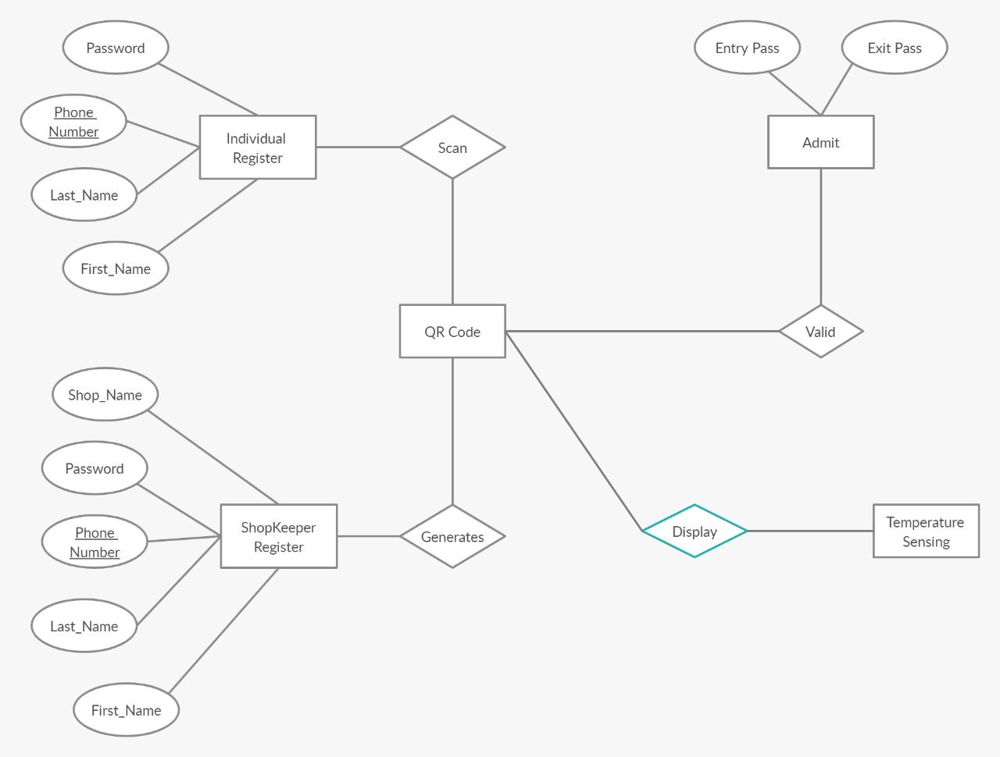 Password
Entry Pass
Exit Pass
Phone
Number
Individual
Register
Scan
Admit
Last_Name
First_Name
QR Code
Valid
Shop_Name
Password
Phone
Number
ShopKeeper
Register
Generates
Display
Temperature
Sensing
Last_Name
First_Name